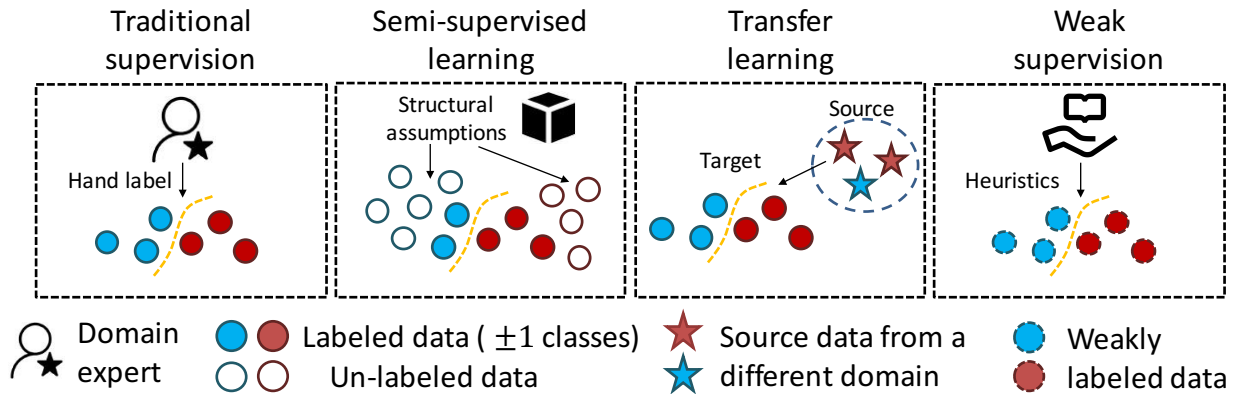 Traditional
supervision
Semi-supervised
learning
Transfer
learning
Weak
supervision
Hand label
Structural
assumptions
Source
Target
Heuristics
Domain
expert
Labeled data ( ±1 classes)
Un-labeled data
Source data from a
different domain
Weakly
labeled data